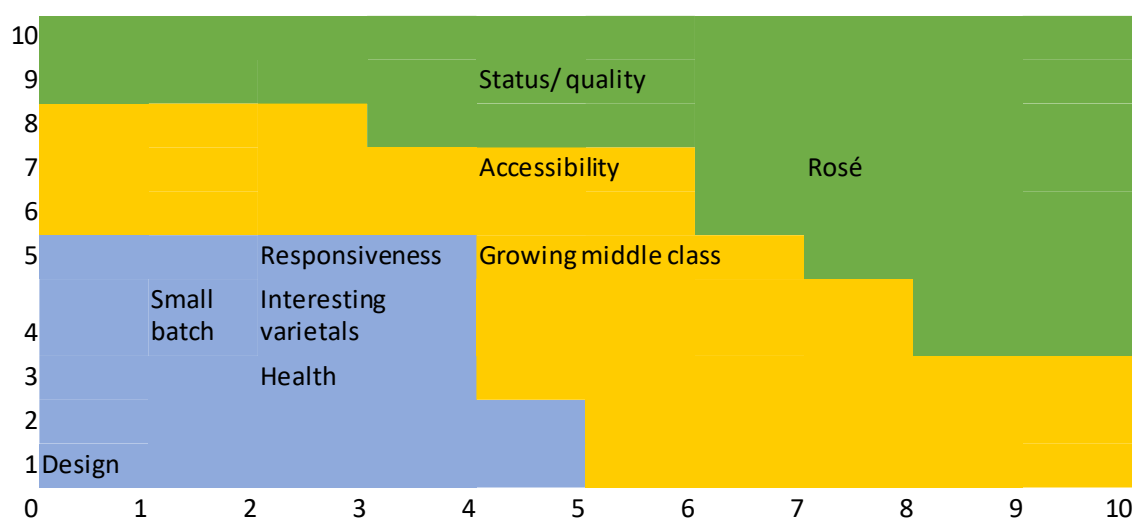 10
9 Status/ quality
8
7 Accessibility Rosé
6
5 Responsiveness Growing middle class
Small Interesting
4 batch varietals
3 Health
2
1 Design
0 1 2 3 4 5 6 7 8 9 10